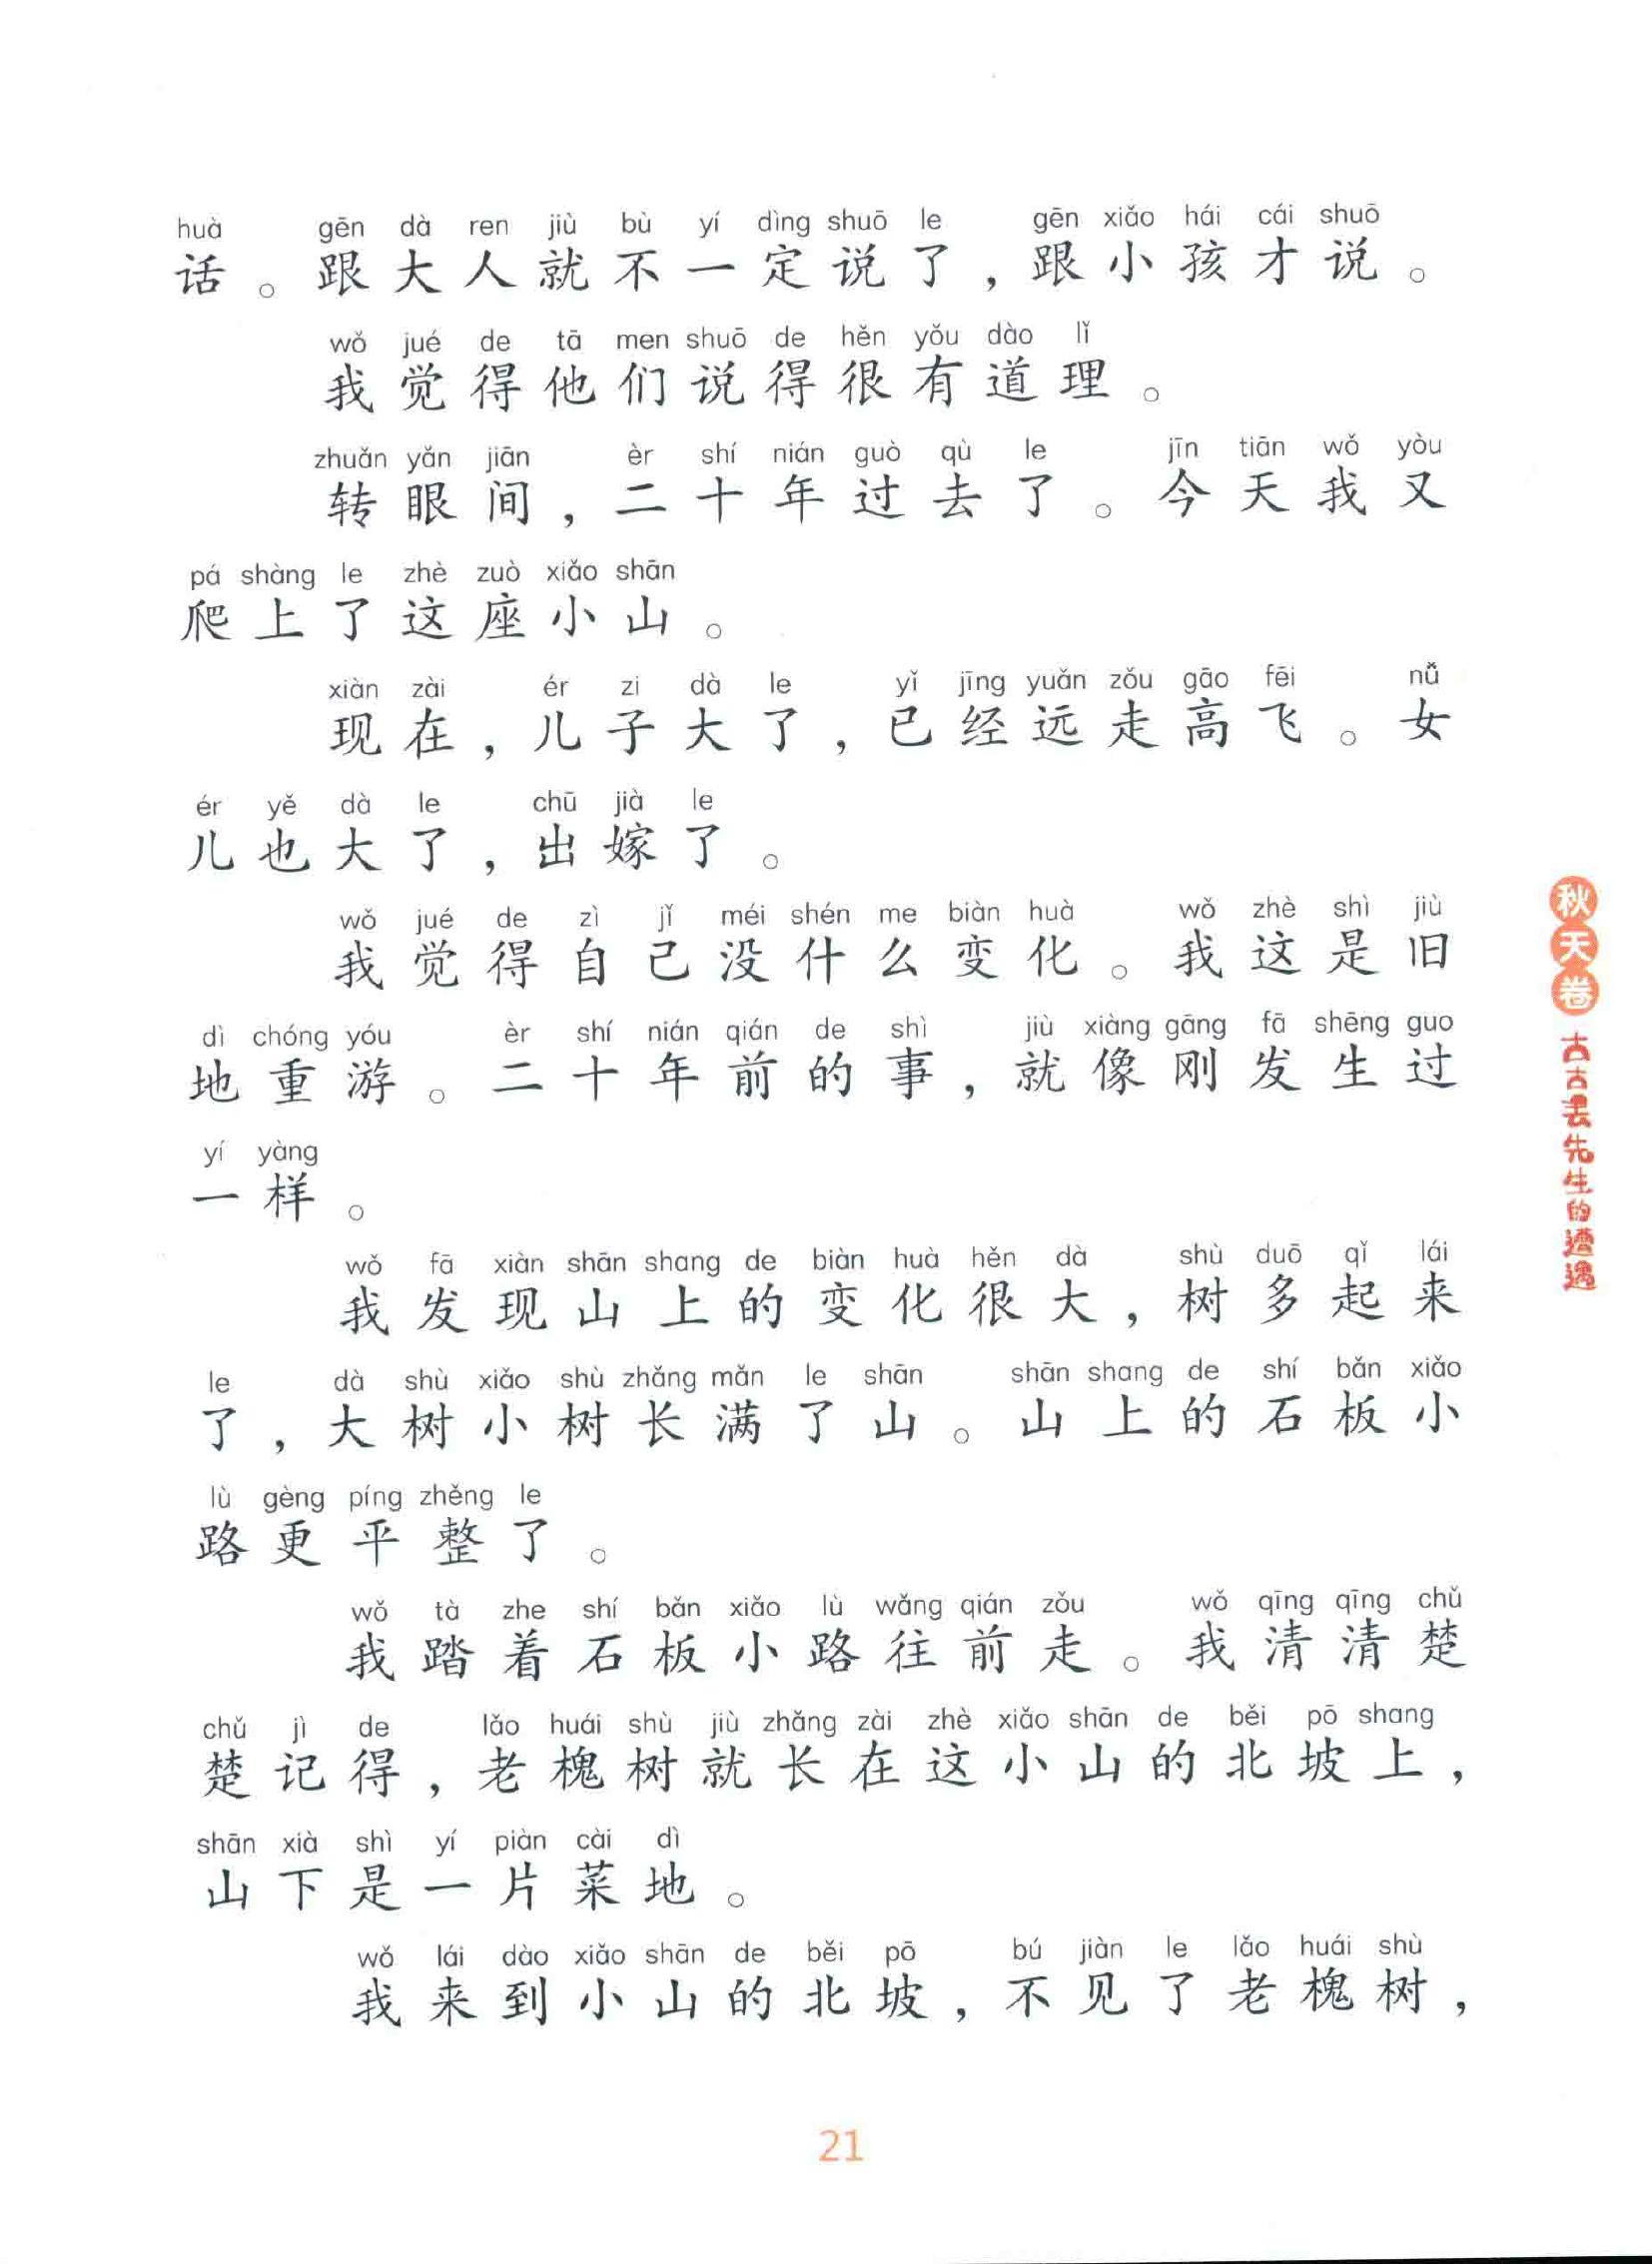 huà gēn dà ren jiù bù yí dìng shuō le gēn xiǎo hái cái shuō
话。跟大人就不一定说了，跟小孩才说。
wǒ jué de tā men shuō de hěn yǒu dào lǐ
我觉得他们说得很有道理。
zhuǎn yǎn jiān èr shí nián guò qù le jīn tiān wǒ yòu
转眼间，二十年过去了。今天我又
pá shàng le zhè zuò xiǎo shān
爬上了这座小山。
xiàn zài ér zi dà le yǐ jīng yuǎn zǒu gāo fēi nǚ
现在，儿子大了，已经远走高飞。女
ér yě dà le chū jià le
儿也大了，出嫁了。
wǒ jué de zì jǐ méi shén me biàn huà wǒ zhè shì jiù
我觉得自己没什么变化。我这是旧
dì chóng yóu èr shí nián qián de shì jiù xiàng gāng fā shēng guo
地重游。二十年前的事，就像刚发生过
yí yàng
一样。
wǒ fā xiàn shān shang de biàn huà hěn dà shù duō qǐ lái
我发现山上的变化很大，树多起来
le dà shù xiǎo shù zhǎng mǎn le shān shān shang de shí bǎn xiǎo
了，大树小树长满了山。山上的石板小
lù gèng píng zhěng le
路更平整了。
wǒ tà zhe shí bǎn xiǎo lù wǎng qián zǒu wǒ qīng qīng chǔ
我踏着石板小路往前走。我清清楚
chǔ jì de lǎo huái shù jiù zhǎng zài zhè xiǎo shān de běi pō shang
楚记得，老槐树就长在这小山的北坡上，
shān xià shì yí piàn cài dì
山下是一片菜地。
wǒ lái dào xiǎo shān de běi pō bú jiàn le lǎo huái shù
我来到小山的北坡，不见了老槐树，
秋天卷
古古丢先生的遭遇
21